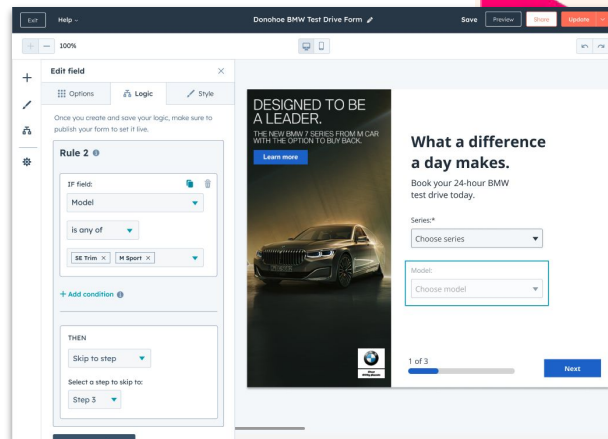 Exit
Help
Donohoe BMW Test Drive Form
Save
Preview
Share
Update
100%
Edit field
Options
Logic
Style
Once you create and save your logic, make sure to
publish your form to set it live.
Rule 2
IF field:
Model
is any of
SE Trim
M Sport
+ Add condition
THEN
Skip to step
Select a step to skip to:
Step 3
DESIGNED TO BE
A LEADER.
THE NEW BMW 7 SERIES FROM M CAR
WITH THE OPTION TO BUY BACK.
Learn more
What a difference
a day makes.
Book your 24-hour BMW
test drive today.
Series:*
Choose series
Model:
Choose model
1 of 3
Next